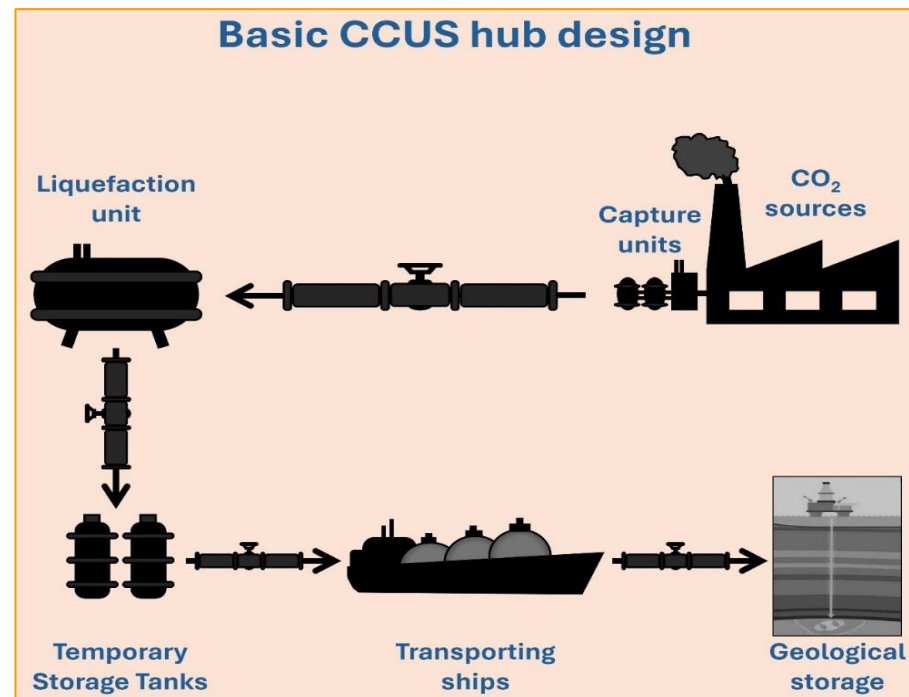 Basic CCUS hub design
Liquefaction
unit
Capture
units
CO₂
sources
Temporary
Storage Tanks
Transporting
ships
Geological
storage